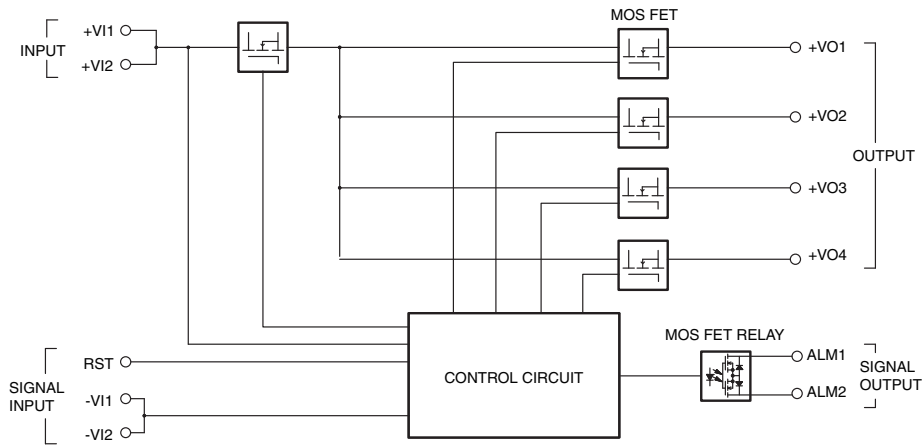 MOS FET
INPUT
+VI1
+VI2
+VO1
+VO2
+VO3
+VO4
OUTPUT
CONTROL CIRCUIT
MOS FET RELAY
SIGNAL
INPUT
RST
-VI1
-VI2
ALM1
ALM2
SIGNAL
OUTPUT